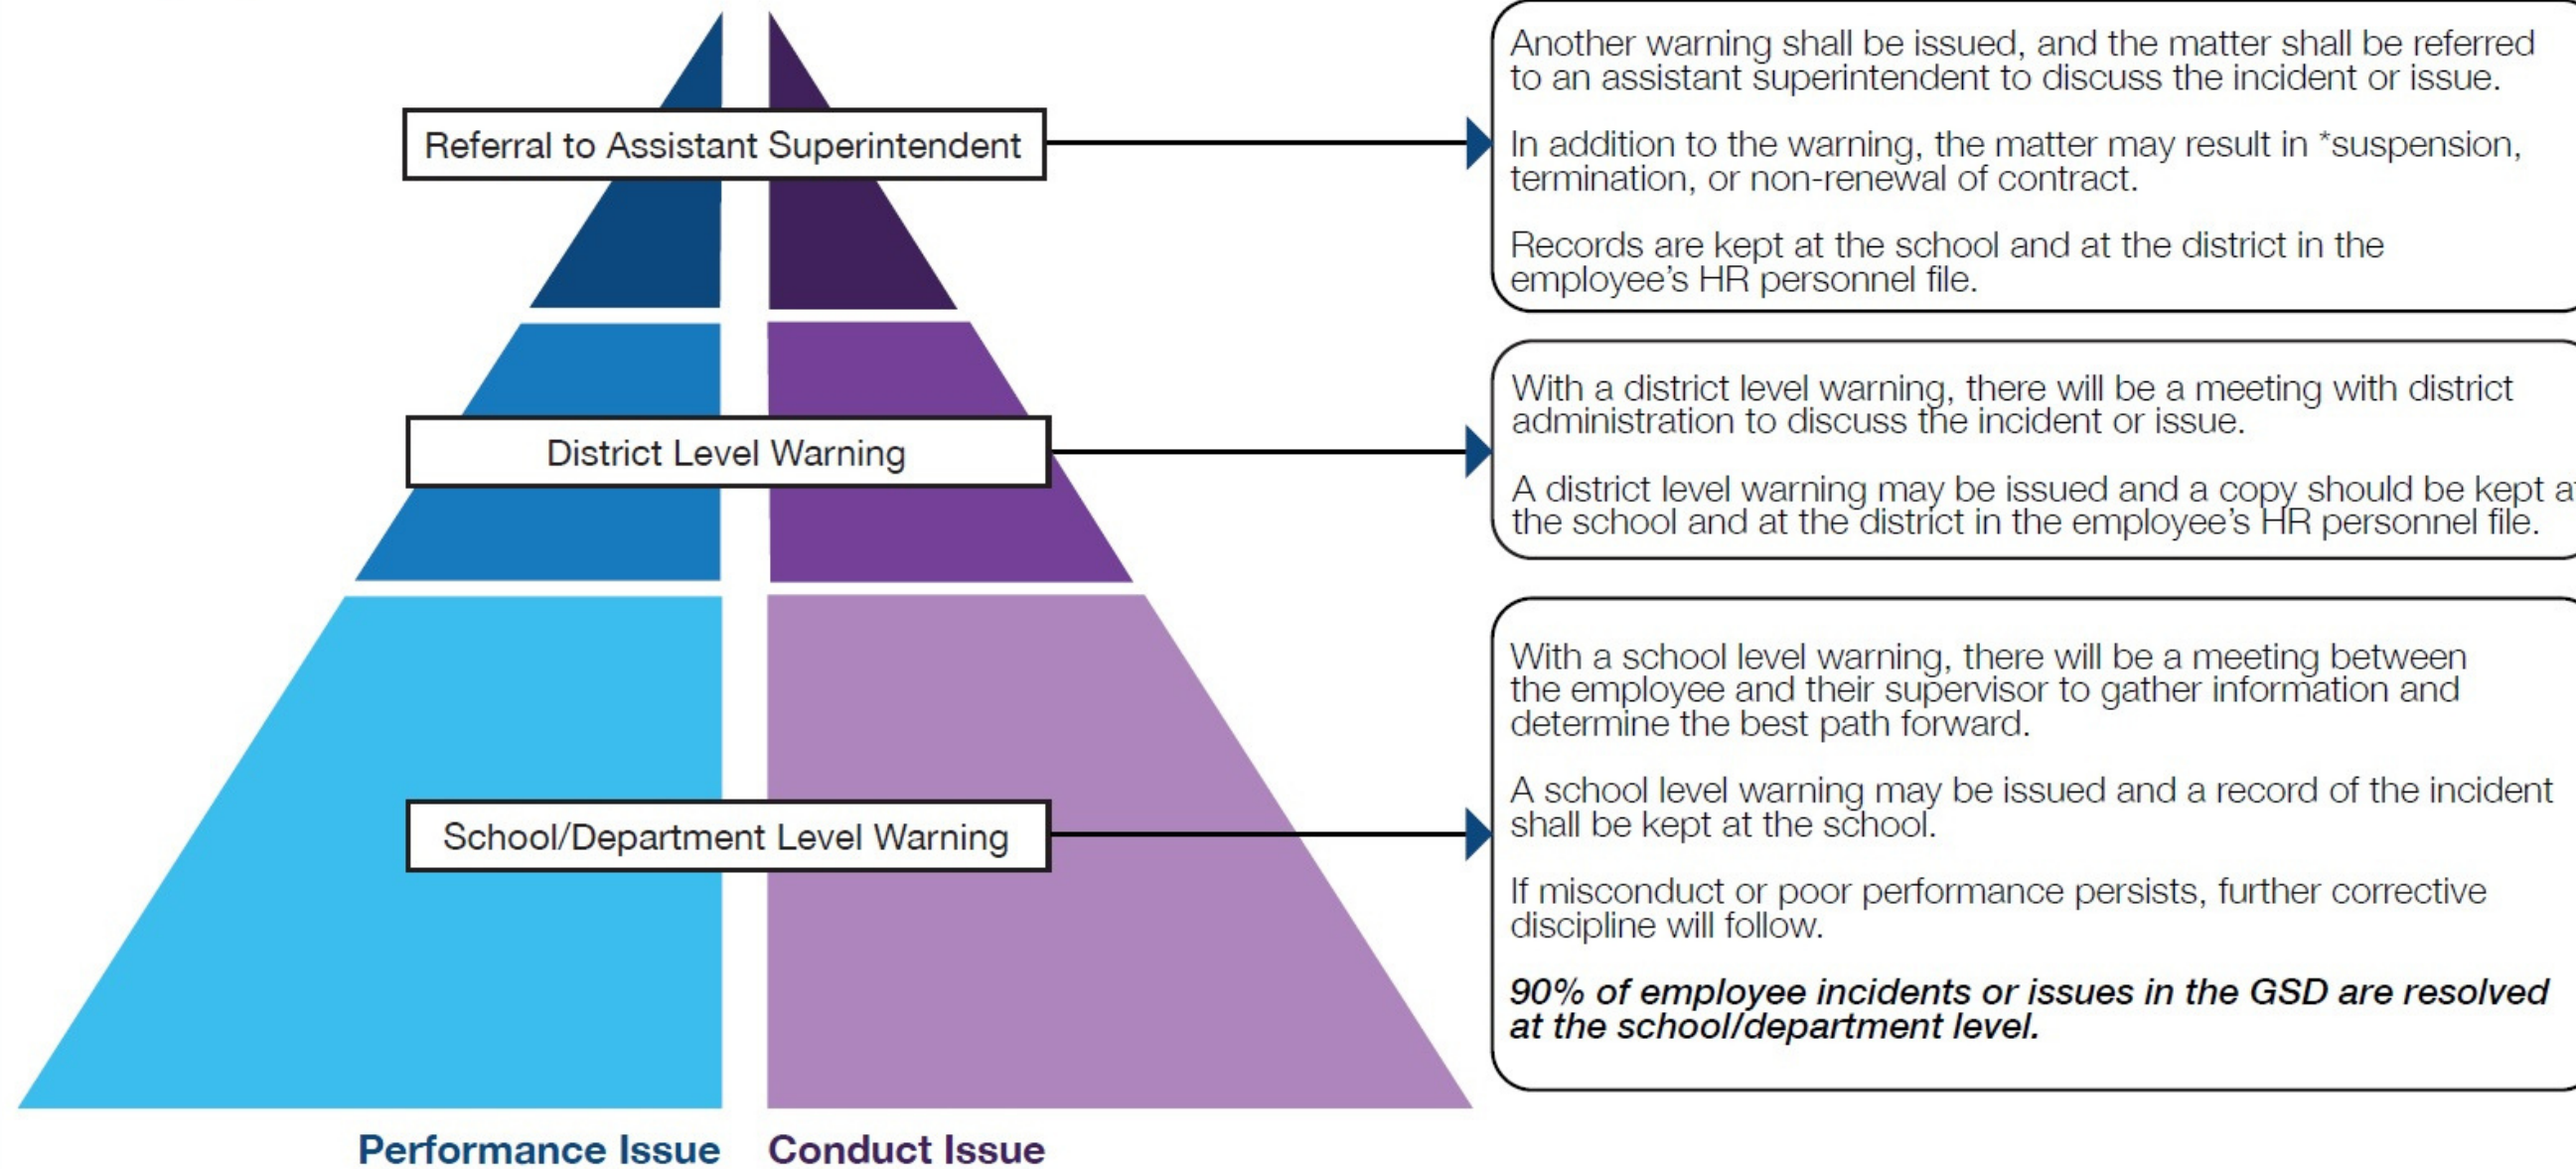 Referral to Assistant Superintendent
Another warning shall be issued, and the matter shall be referred
to an assistant superintendent to discuss the incident or issue.
In addition to the warning, the matter may result in *suspension,
termination, or non-renewal of contract.
Records are kept at the school and at the district in the
employee's HR personnel file.
District Level Warning
With a district level warning, there will be a meeting with district
administration to discuss the incident or issue.
A district level warning may be issued and a copy should be kept at
the school and at the district in the employee's HR personnel file.
School/Department Level Warning
With a school level warning, there will be a meeting between
the employee and their supervisor to gather information and
determine the best path forward.
A school level warning may be issued and a record of the incident
shall be kept at the school.
If misconduct or poor performance persists, further corrective
discipline will follow.
90% of employee incidents or issues in the GSD are resolved
at the school/department level.
Performance Issue
Conduct Issue